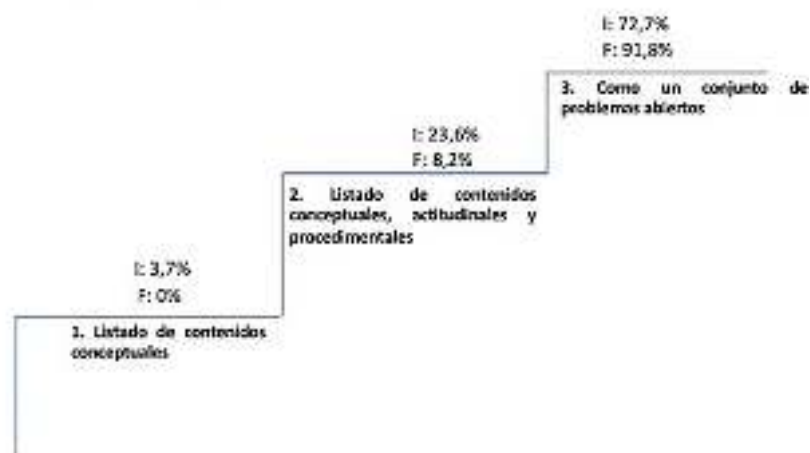 I: 72,7%
F: 91,8%
3. Como un conjunto de
problemas abiertos
I: 23,6%
F: 8,2%
2. Listado de contenidos
conceptuales, actitudinales y
procedimentales
I: 3,7%
F: 0%
1. Listado de contenidos
conceptuales